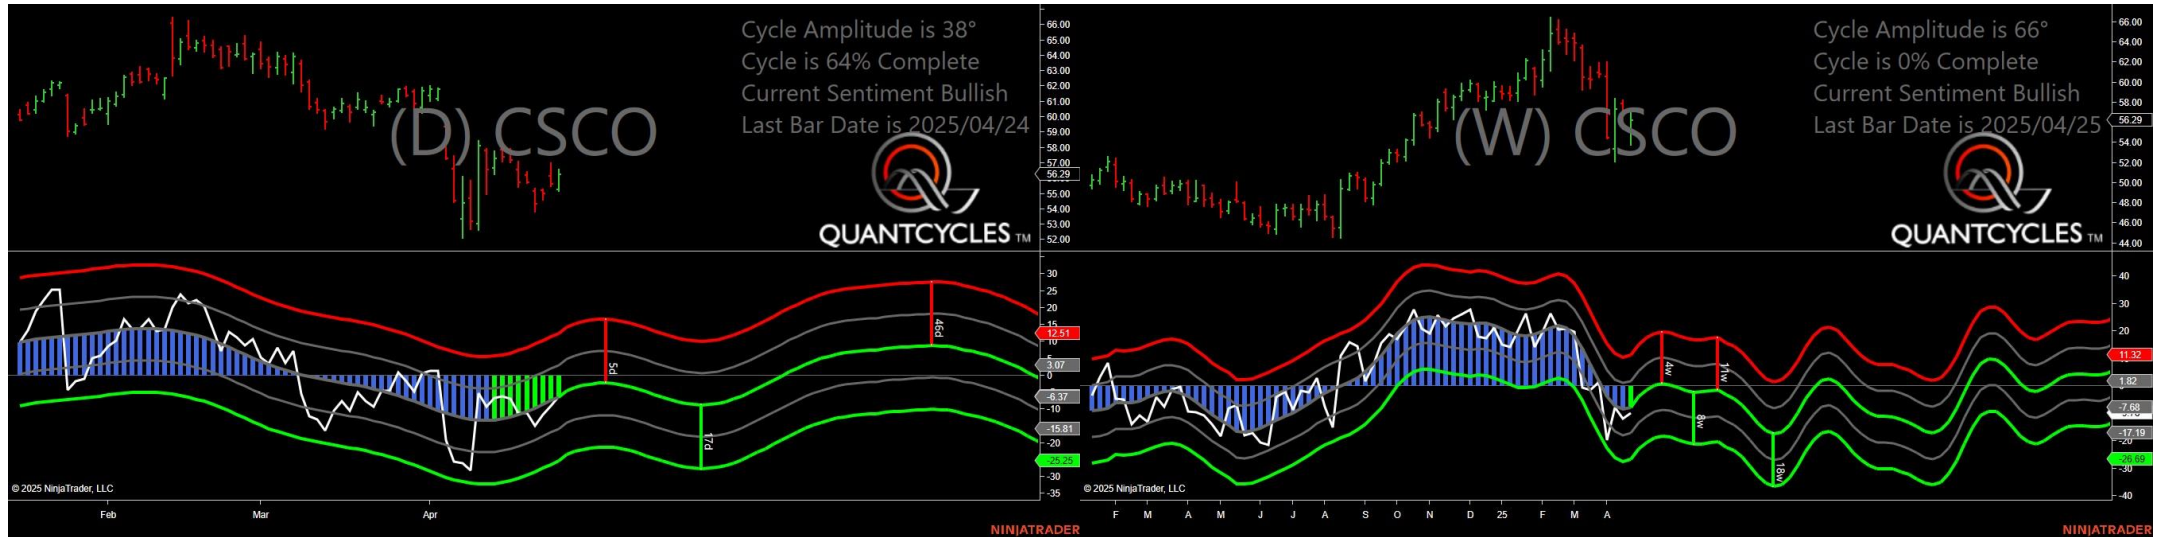 Cycle Amplitude is 38°
Cycle is 64% Complete
Current Sentiment Bullish
Last Bar Date is 2025/04/24
(D) CSCO
QUANTCYCLES TM
66.00
65.00
64.00
63.00
62.00
61.00
60.00
59.00
58.00
57.00
56.29
55.00
54.00
53.00
52.00
30
25
20
15
12.51
10
5
3.07
0
-6.37
-10
-15.81
-20
-25.25
-30
-35
5d
17d
46d
© 2025 NinjaTrader, LLC
Feb Mar Apr
NINJATRADER
Cycle Amplitude is 66°
Cycle is 0% Complete
Current Sentiment Bullish
Last Bar Date is 2025/04/25
(W) CSCO
QUANTCYCLES TM
66.00
64.00
62.00
60.00
58.00
56.29
54.00
52.00
50.00
48.00
46.00
44.00
40
30
20
11.32
1.82
-7.68
-17.19
-20
-26.69
-30
-40
4w
11w
8w
18w
© 2025 NinjaTrader, LLC
F M A M J J A S O N D 25 F M A
NINJATRADER